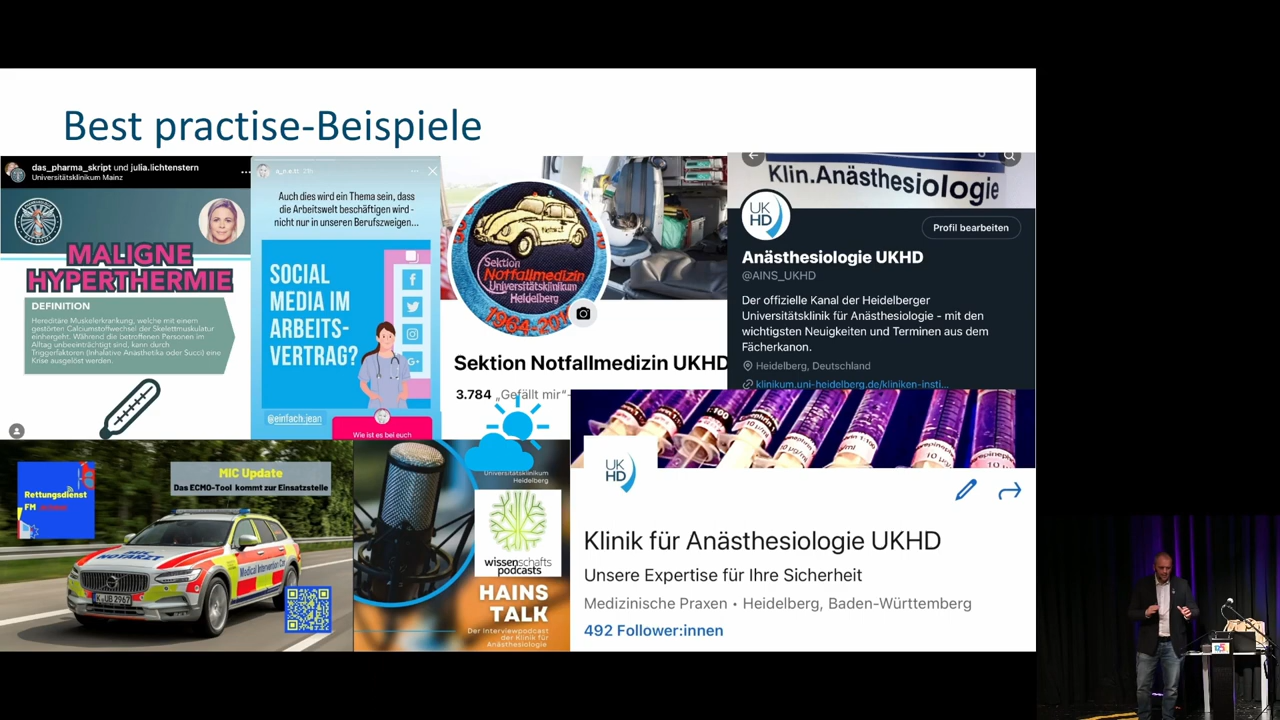 Best practise-Beispiele
das_pharma_skript und julia.lichtenstern
Universitätsklinikum Mainz
MALIGNE
HYPERTHERMIE
DEFINITION
Hereditäre Muskelerkrankung, welche mit einem
gestörten Calciumstoffwechsel der Skelettmuskulatur
einhergeht. Während die betroffenen Personen im
Alltag unbeeinträchtigt sind, kann durch
Triggerfaktoren (Inhalative Anästhetika oder Succi) eine
Krise ausgelöst werden.
Auch dies wird ein Thema sein, dass
die Arbeitswelt beschäftigen wird -
nicht nur in unseren Berufszweigen...
SOCIAL
MEDIA IM
ARBEITS-
VERTRAG?
@einfach.jean
Wie ist es bei euch
Sektion
Notfallmedizin
Universitätsklinikum
Heidelberg
Sektion Notfallmedizin UKHD
3.784 „Gefällt mir“-
Klin.Anästhesiologie
UK
HD
Profil bearbeiten
Anästhesiologie UKHD
@AINS_UKHD
Der offizielle Kanal der Heidelberger
Universitätsklinik für Anästhesiologie - mit den
wichtigsten Neuigkeiten und Terminen aus dem
Fächerkanon.
Heidelberg, Deutschland
klinikum.uni-heidelberg.de/kliniken-insti...
Rettungsdienst
FM
MIC Update
Das ECMO-Tool kommt zur Einsatzstelle
MIC
NOTARZT
Medical Intervention Car
K UB 2967
Universitätsklinikum
Heidelberg
wissenschafts
podcasts
HAINS
TALK
Der Interviewpodcast
der Klinik für
Anästhesiologie
UK
HD
Klinik für Anästhesiologie UKHD
Unsere Expertise für Ihre Sicherheit
Medizinische Praxen • Heidelberg, Baden-Württemberg
492 Follower:innen